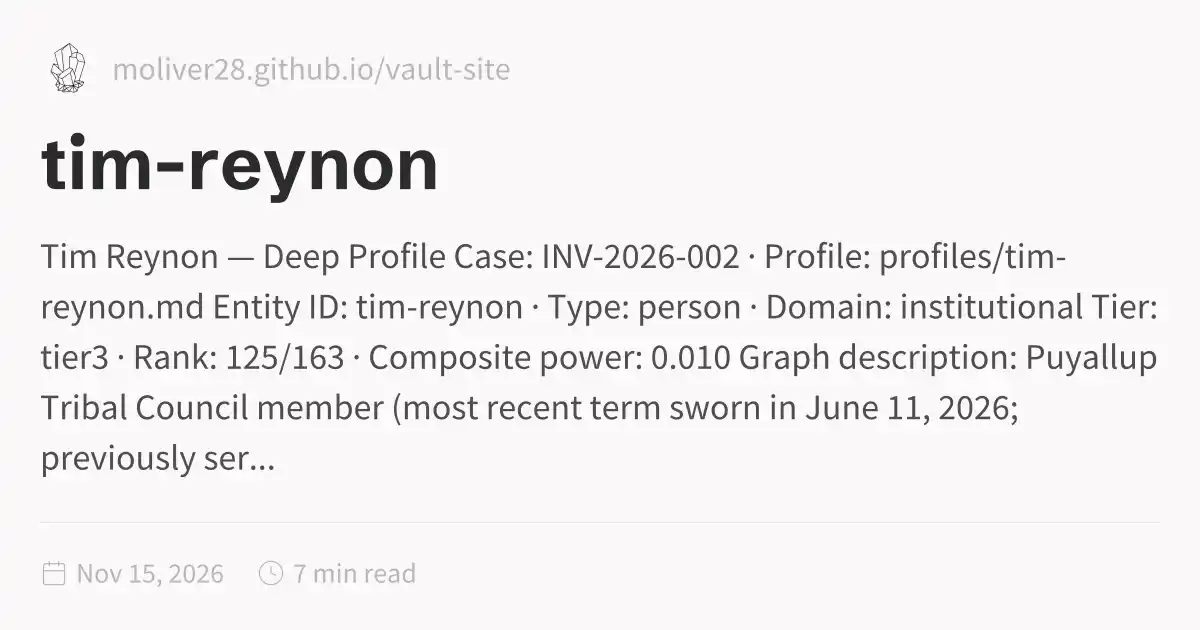 moliver28.github.io/vault-site
tim-reynon
Tim Reynon — Deep Profile Case: INV-2026-002 · Profile: profiles/tim-
reynon.md Entity ID: tim-reynon · Type: person · Domain: institutional Tier:
tier3 · Rank: 125/163 · Composite power: 0.010 Graph description: Puyallup
Tribal Council member (most recent term sworn in June 11, 2026;
previously ser...
Nov 15, 2026 7 min read